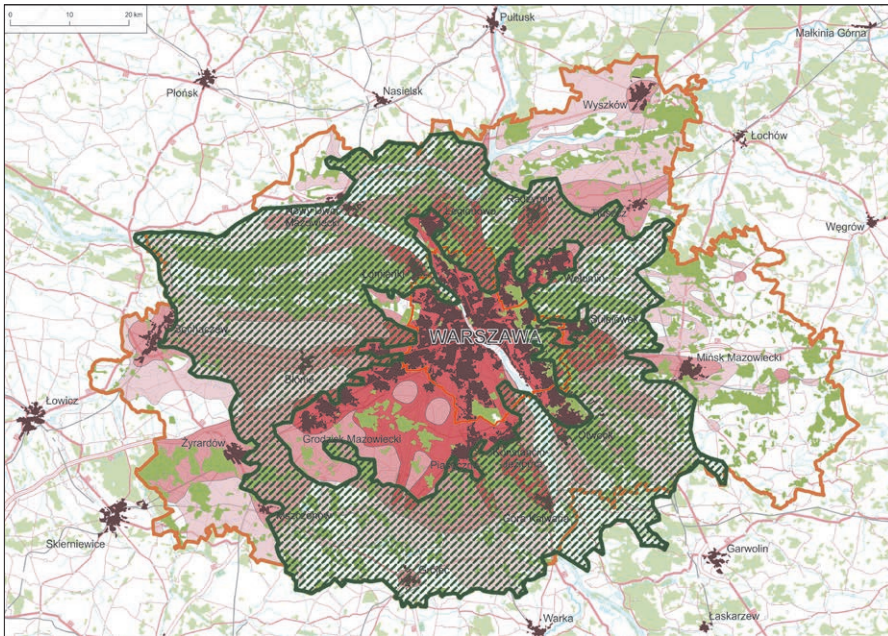 0 10 20 km
Pułtusk
Małkinia Górna
Płońsk
Nasielsk
Wyszków
Łochów
Węgrów
Radzymin
Mazowiecki
Łomianki
Wołomin
WARSZAWA
Sulejówek
Sochaczew
Błonie
Mińsk Mazowiecki
Łowicz
Grodzisk Mazowiecki
Żyrardów
Piaseczno
Otwock
Skierniewice
Góra Kalwaria
Grójec
Garwolin
Warka
Łaskarzew